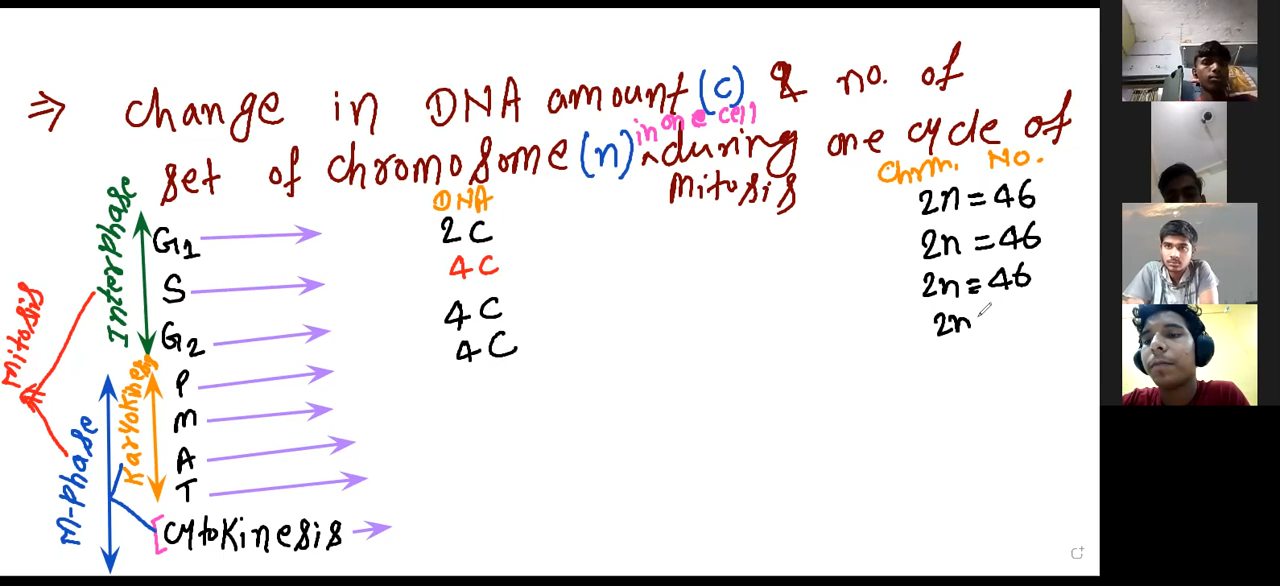 ⇒ change in DNA amount (c) & no. of
in one cell
set of chromosome (n) ^ during one cycle of
mitosis
DNA
Chrm. No.
G1 → 2C 2n = 46
S → 4C 2n = 46
G2 → 4C 2n = 46
P → 4C 2n
M →
A →
T →
[Cytokinesis →
Interphase
Karyokinesis
M-Phase
Mitosis